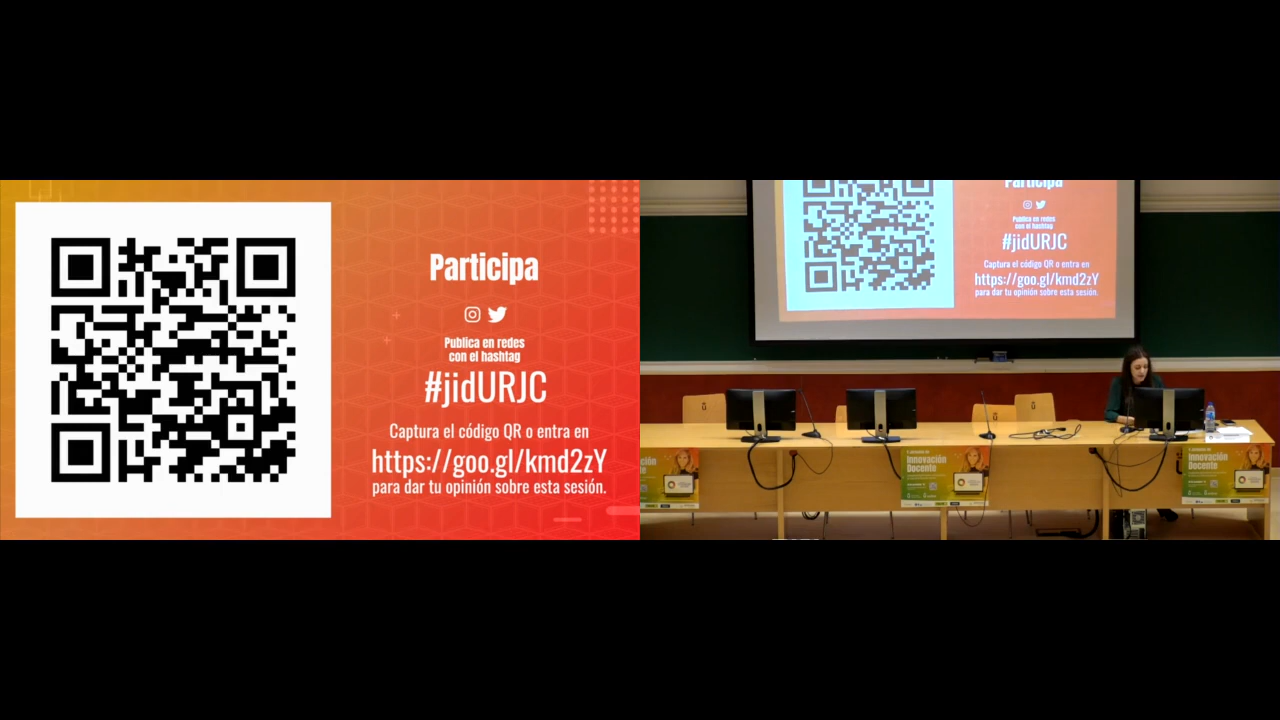 Participa
Publica en redes
con el hashtag
#jidURJC
Captura el código QR o entra en
https://goo.gl/kmd2zY
para dar tu opinión sobre esta sesión.
Participa
Publica en redes
con el hashtag
#jidURJC
Captura el código QR o entra en
https://goo.gl/kmd2zY
para dar tu opinión sobre esta sesión.
Innovación
Docente
Innovación
Docente